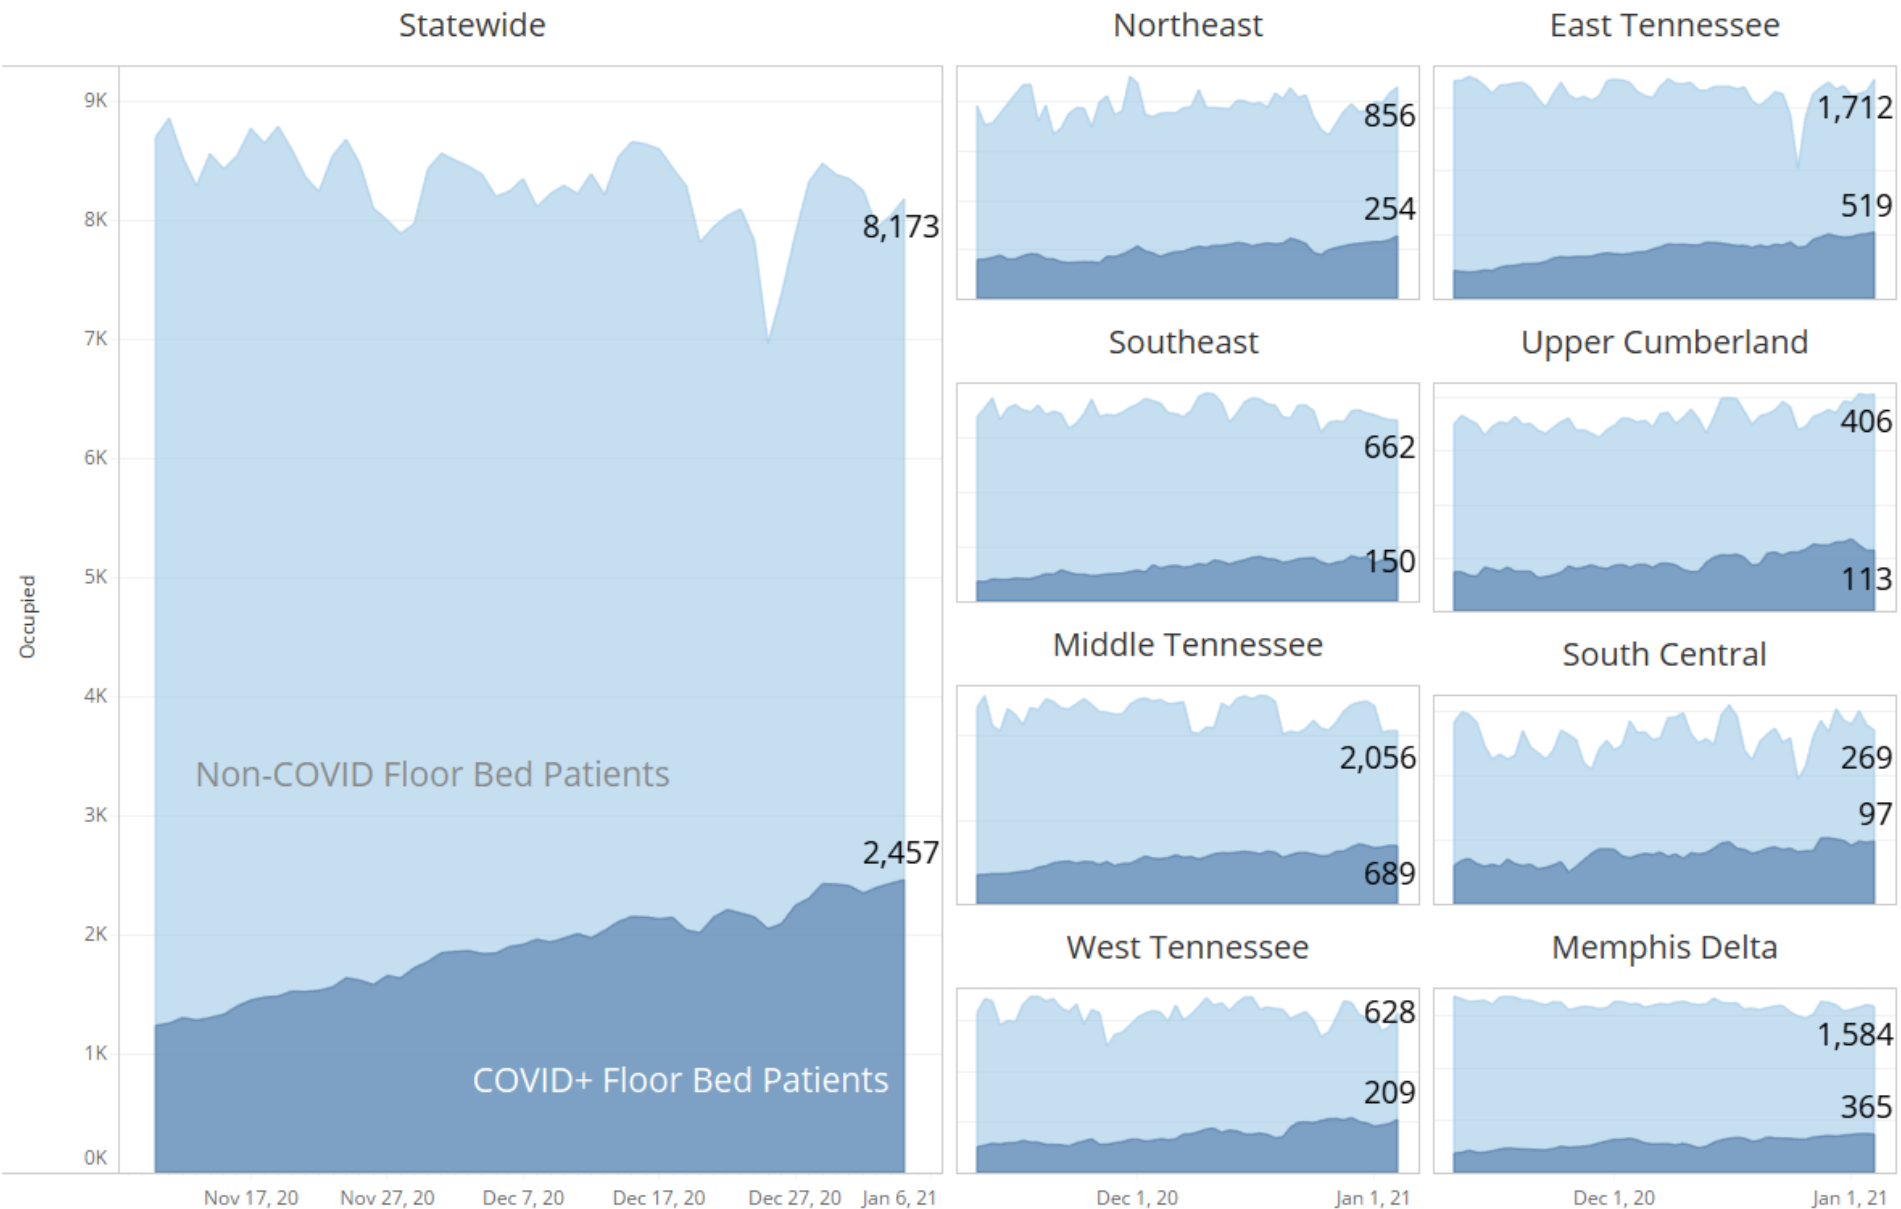 Statewide
Northeast
East Tennessee
9K
8K
7K
6K
5K
4K
3K
2K
1K
0K
Occupied
8,173
Non-COVID Floor Bed Patients
2,457
COVID+ Floor Bed Patients
Nov 17, 20
Nov 27, 20
Dec 7, 20
Dec 17, 20
Dec 27, 20
Jan 6, 21
856
254
1,712
519
Southeast
Upper Cumberland
662
150
406
113
Middle Tennessee
South Central
2,056
689
269
97
West Tennessee
Memphis Delta
628
209
1,584
365
Dec 1, 20
Jan 1, 21
Dec 1, 20
Jan 1, 21